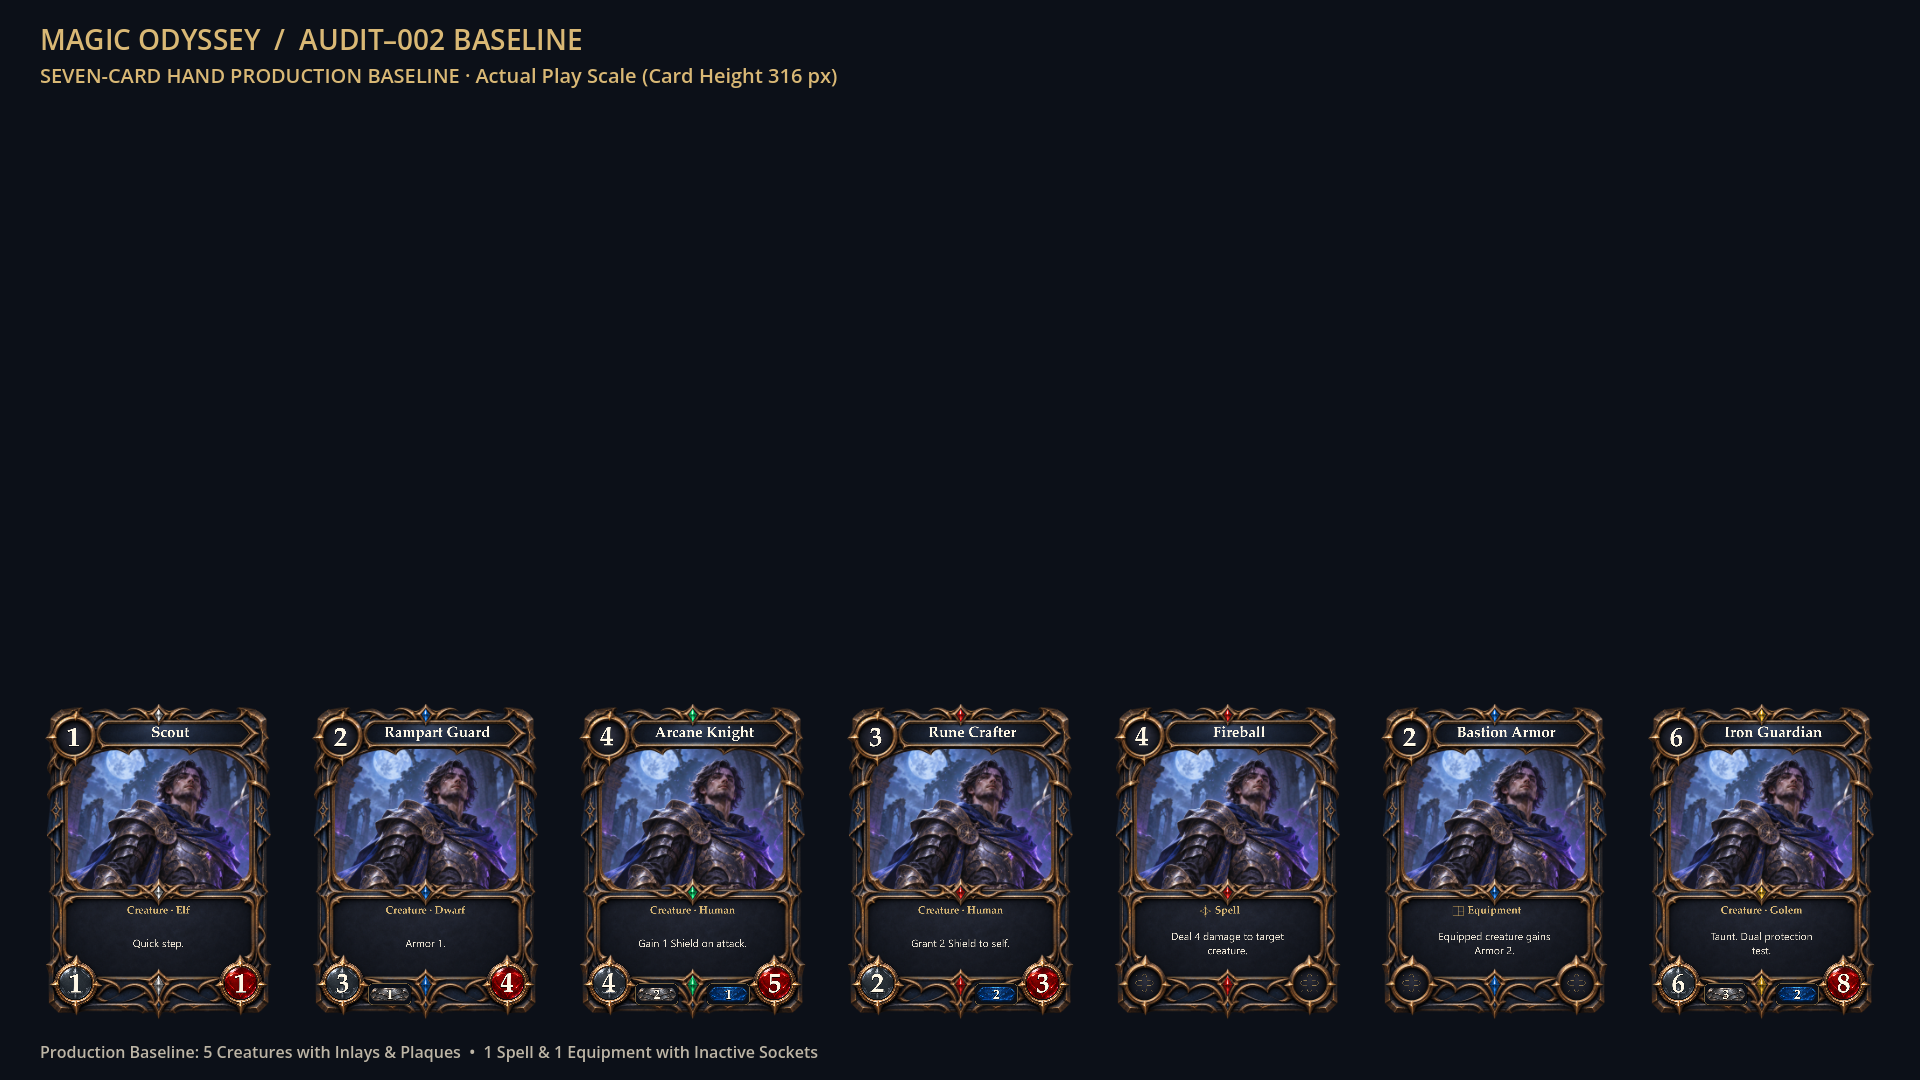 MAGIC ODYSSEY / AUDIT–002 BASELINE
SEVEN-CARD HAND PRODUCTION BASELINE · Actual Play Scale (Card Height 316 px)
1
Scout
Creature · Elf
Quick step.
1
1
2
Rampart Guard
Creature · Dwarf
Armor 1.
3
1
4
4
Arcane Knight
Creature · Human
Gain 1 Shield on attack.
4
2
1
5
3
Rune Crafter
Creature · Human
Grant 2 Shield to self.
2
2
3
4
Fireball
Spell
Deal 4 damage to target
creature.
2
Bastion Armor
Equipment
Equipped creature gains
Armor 2.
6
Iron Guardian
Creature · Golem
Taunt. Dual protection
test.
6
3
2
8
Production Baseline: 5 Creatures with Inlays & Plaques • 1 Spell & 1 Equipment with Inactive Sockets